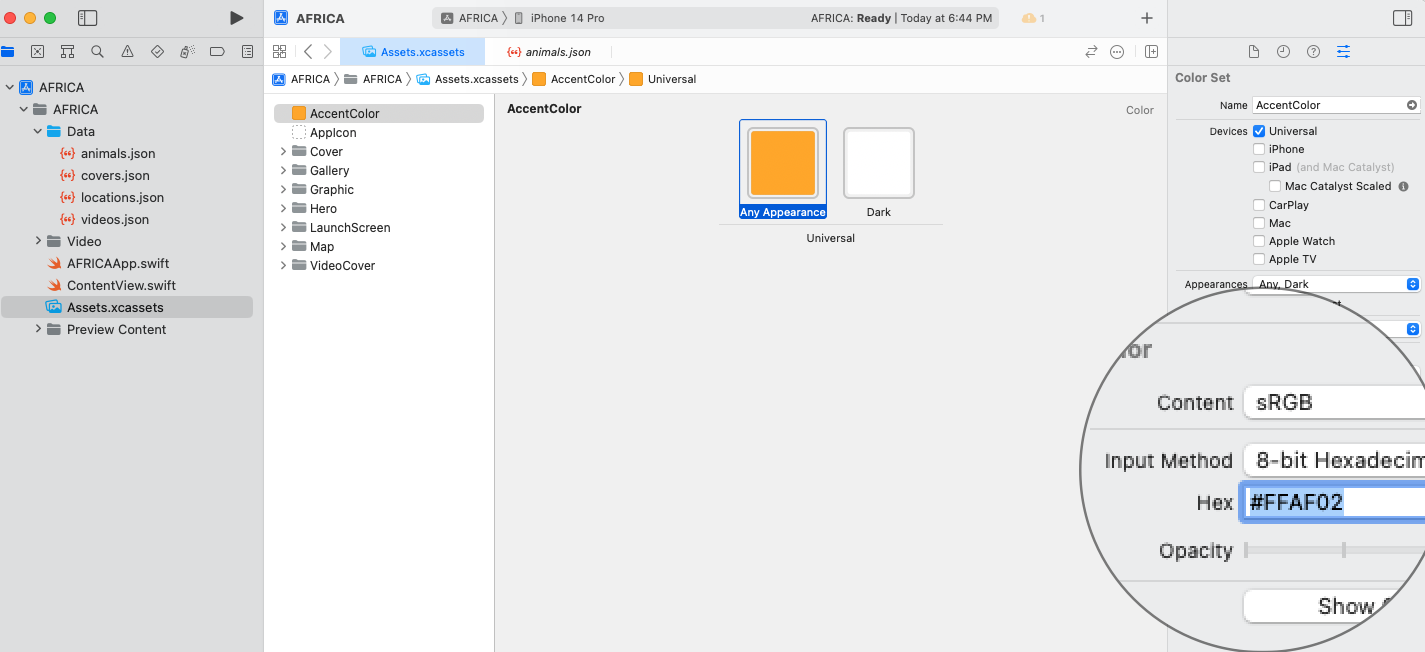 AFRICA
AFRICA
iPhone 14 Pro
AFRICA: Ready | Today at 6:44 PM
1
Assets.xcassets
animals.json
AFRICA
AFRICA
Assets.xcassets
AccentColor
Universal
AFRICA
AFRICA
Data
animals.json
covers.json
locations.json
videos.json
Video
AFRICAApp.swift
ContentView.swift
Assets.xcassets
Preview Content
AccentColor
AppIcon
Cover
Gallery
Graphic
Hero
LaunchScreen
Map
VideoCover
AccentColor
Color
Any Appearance
Dark
Universal
Color Set
Name AccentColor
Devices Universal
iPhone
iPad (and Mac Catalyst)
Mac Catalyst Scaled
CarPlay
Mac
Apple Watch
Apple TV
Appearances Any, Dark
Content sRGB
Input Method 8-bit Hexadecim
Hex #FFAF02
Opacity
Show